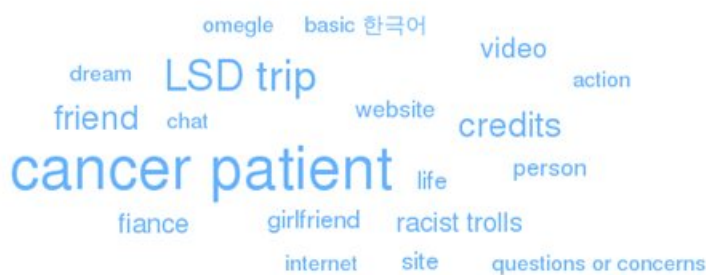 omegle basic 한국어
video
dream LSD trip action
friend chat website credits
cancer patient life person
fiance girlfriend racist trolls
internet site questions or concerns